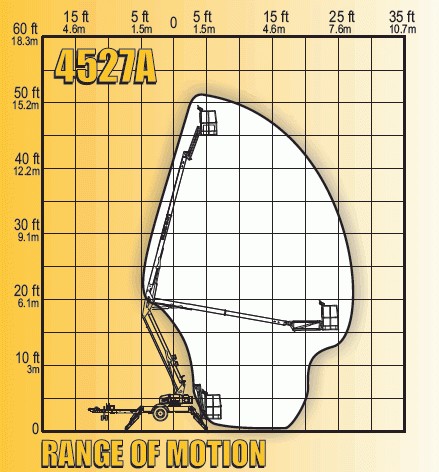 15 ft 5 ft 0 5 ft 15 ft 25 ft 35 ft
4.6m 1.5m 1.5m 4.6m 7.6m 10.7m
60 ft
18.3m
4527A
50 ft
15.2m
40 ft
12.2m
30 ft
9.1m
20 ft
6.1m
10 ft
3m
0
RANGE OF MOTION